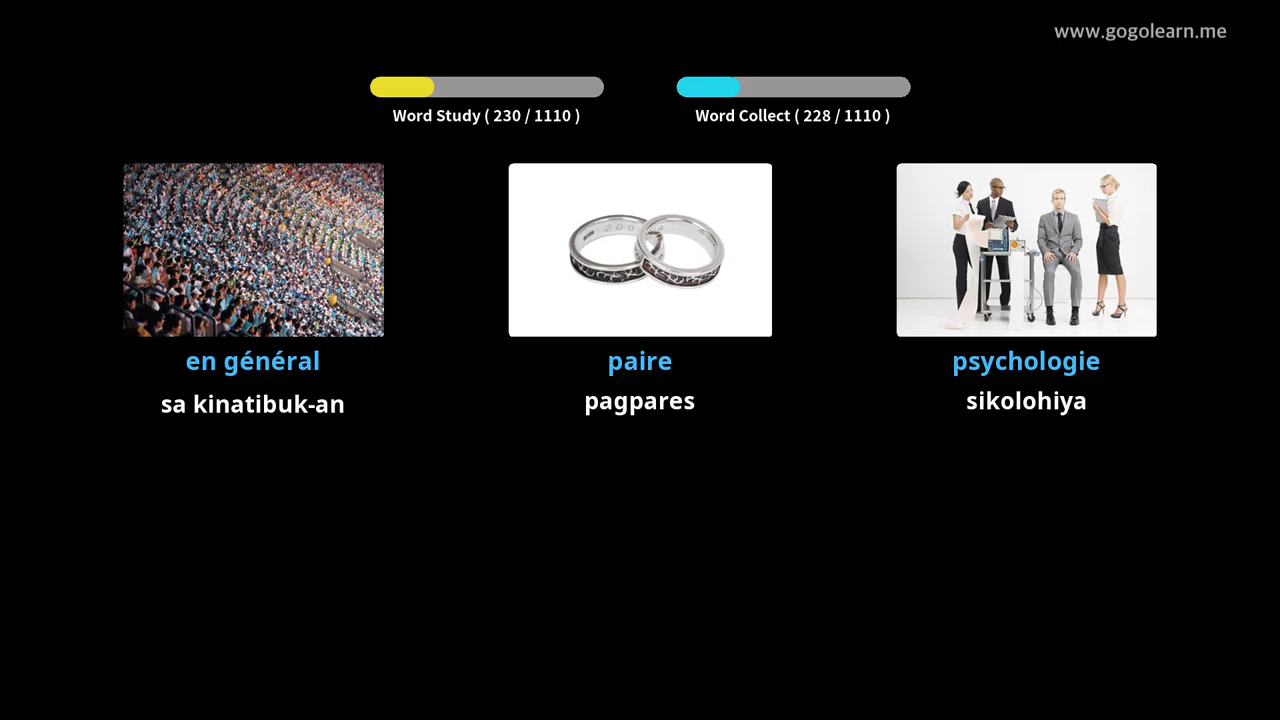 www.gogolearn.me
Word Study ( 230 / 1110 )
Word Collect ( 228 / 1110 )
en général
sa kinatibuk-an
paire
pagpares
psychologie
sikolohiya